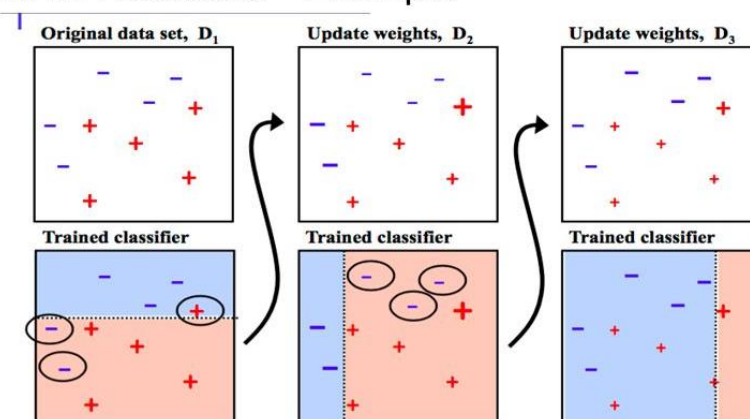 Original data set, D1
Update weights, D2
Update weights, D3
Trained classifier
Trained classifier
Trained classifier